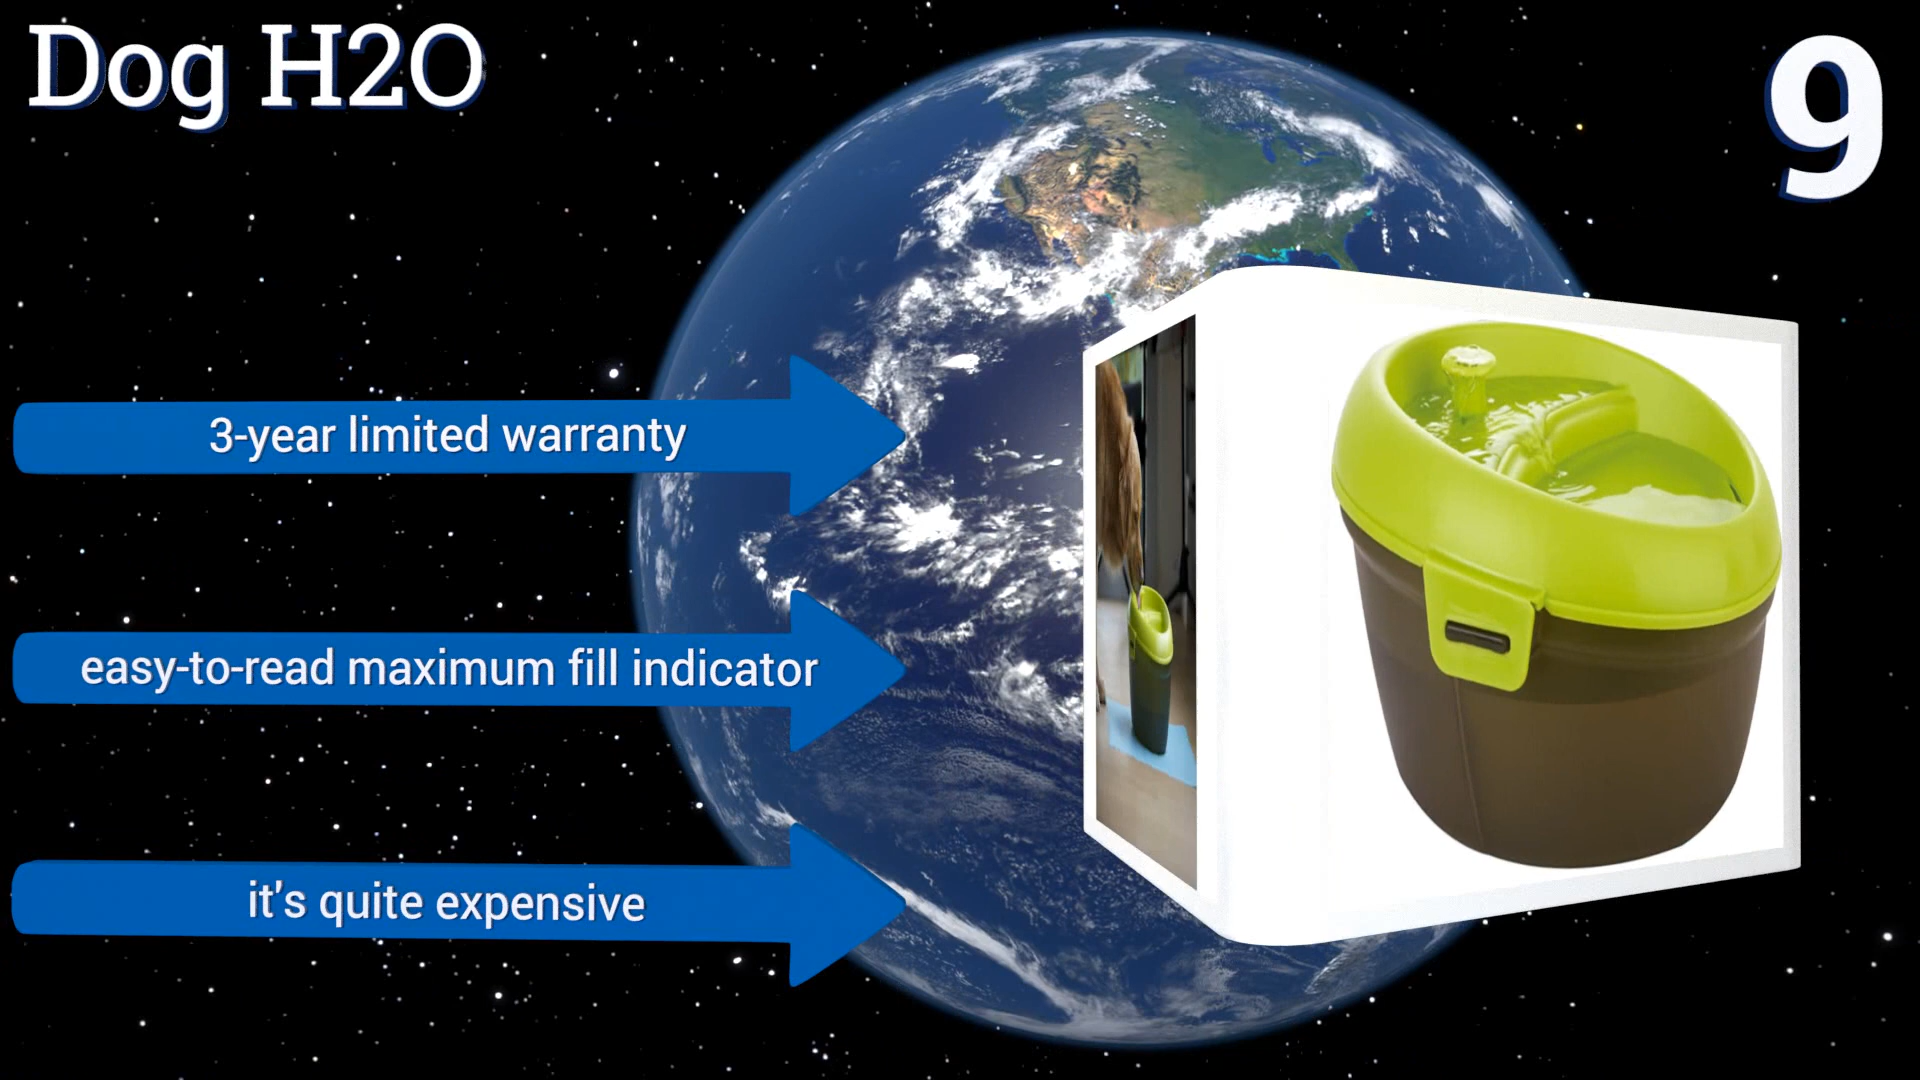 Dog H2O
9
3-year limited warranty
easy-to-read maximum fill indicator
it's quite expensive